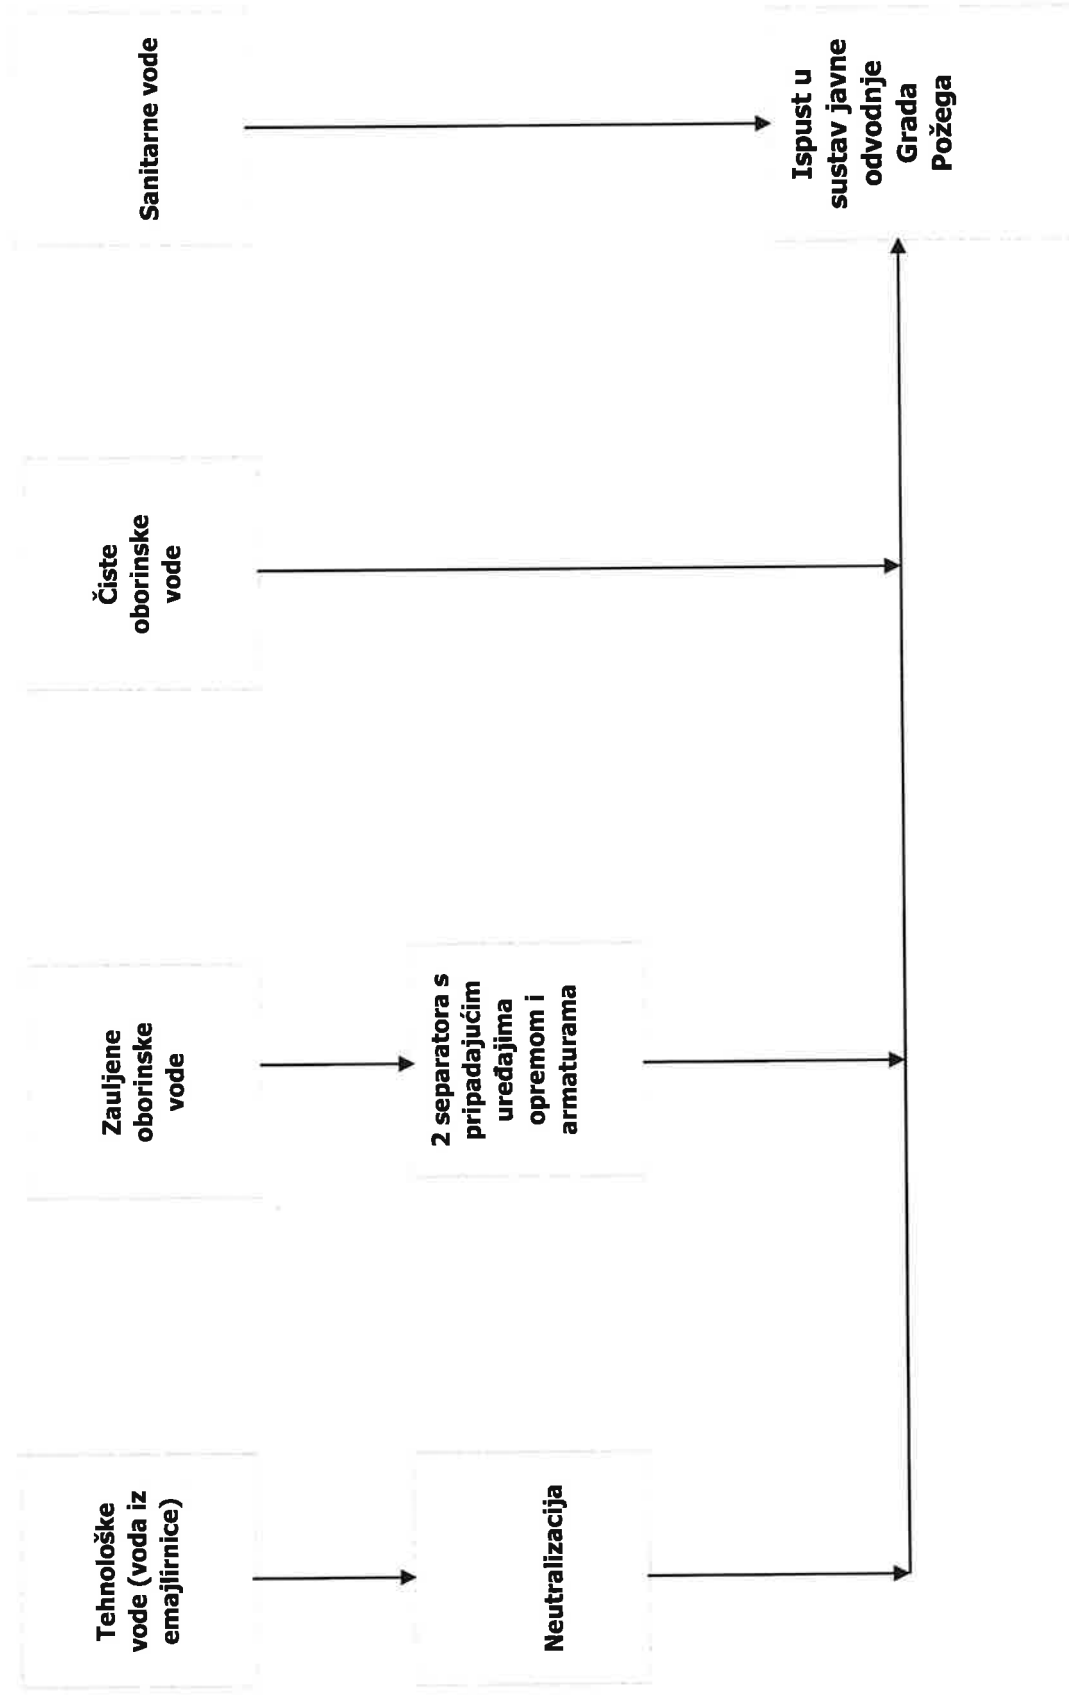 Tehnološke
vode (voda iz
emajlirnice)
Zauljene
oborinske
vode
Čiste
oborinske
vode
Sanitarne vode
Neutralizacija
2 separatora s
pripadajućim
uređajima
opremom i
armaturama
Ispust u
sustav javne
odvodnje
Grada
Požega